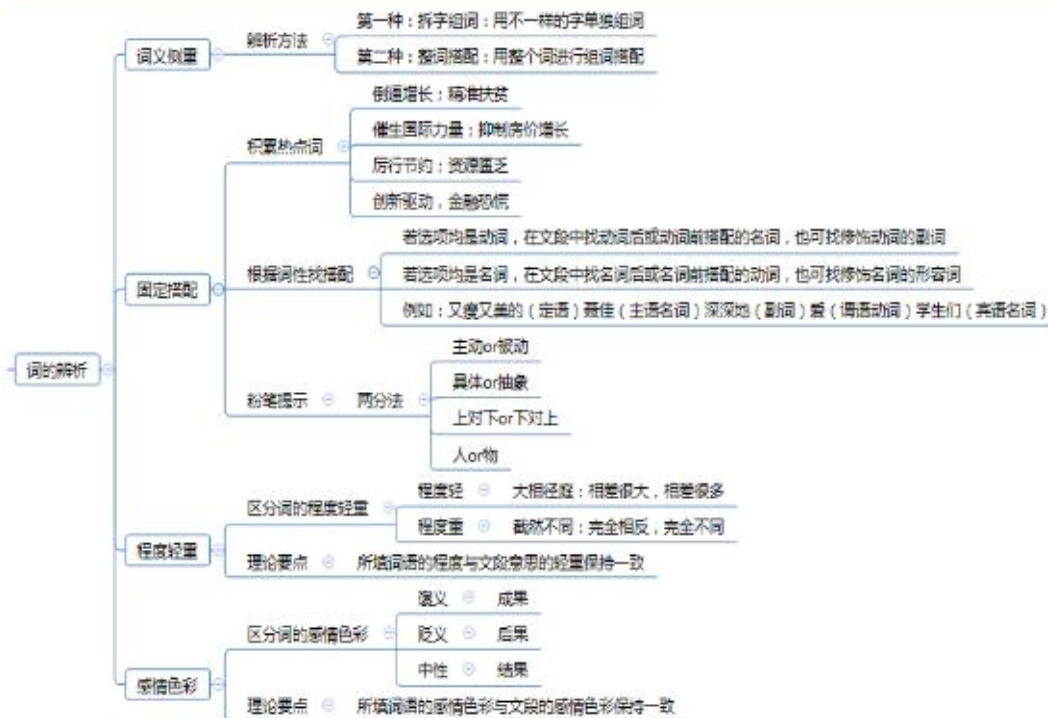 词的辨析
词义侧重
辨析方法
第一种：拆字组词：用不一样的字单独组词
第二种：整词搭配：用整个词进行组词搭配
固定搭配
积累热点词
倒逼增长；精准扶贫
催生国际力量；抑制房价增长
厉行节约；资源匮乏
创新驱动，金融恐慌
根据词性找搭配
若选项均是动词，在文段中找动词后或动词前搭配的名词，也可找修饰动词的副词
若选项均是名词，在文段中找名词后或名词前搭配的动词，也可找修饰名词的形容词
例如：又瘦又美的（定语）聂佳（主语名词）深深地（副词）爱（谓语动词）学生们（宾语名词）
粉笔提示
两分法
主动or被动
具体or抽象
上对下or下对上
人or物
程度轻重
区分词的程度轻重
程度轻
大相径庭：相差很大，相差很多
程度重
截然不同：完全相反，完全不同
理论要点
所填词语的程度与文段意思的轻重保持一致
感情色彩
区分词的感情色彩
褒义
成果
贬义
后果
中性
结果
理论要点
所填词语的感情色彩与文段的感情色彩保持一致